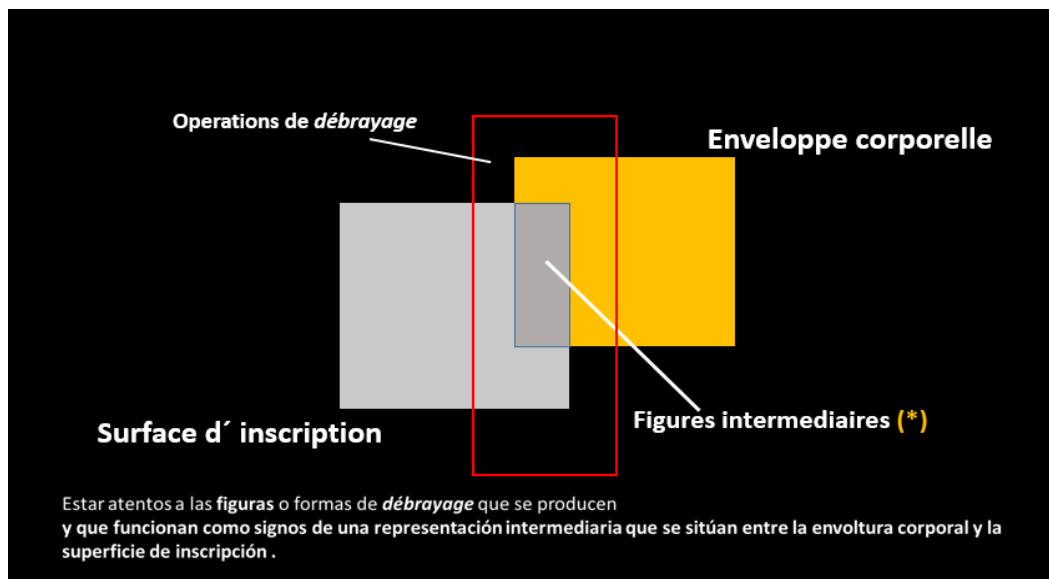 Operations de débrayage
Enveloppe corporelle
Surface d´ inscription
Figures intermediaires (*)
Estar atentos a las figuras o formas de débrayage que se producen
y que funcionan como signos de una representación intermediaria que se sitúan entre la envoltura corporal y la
superficie de inscripción .